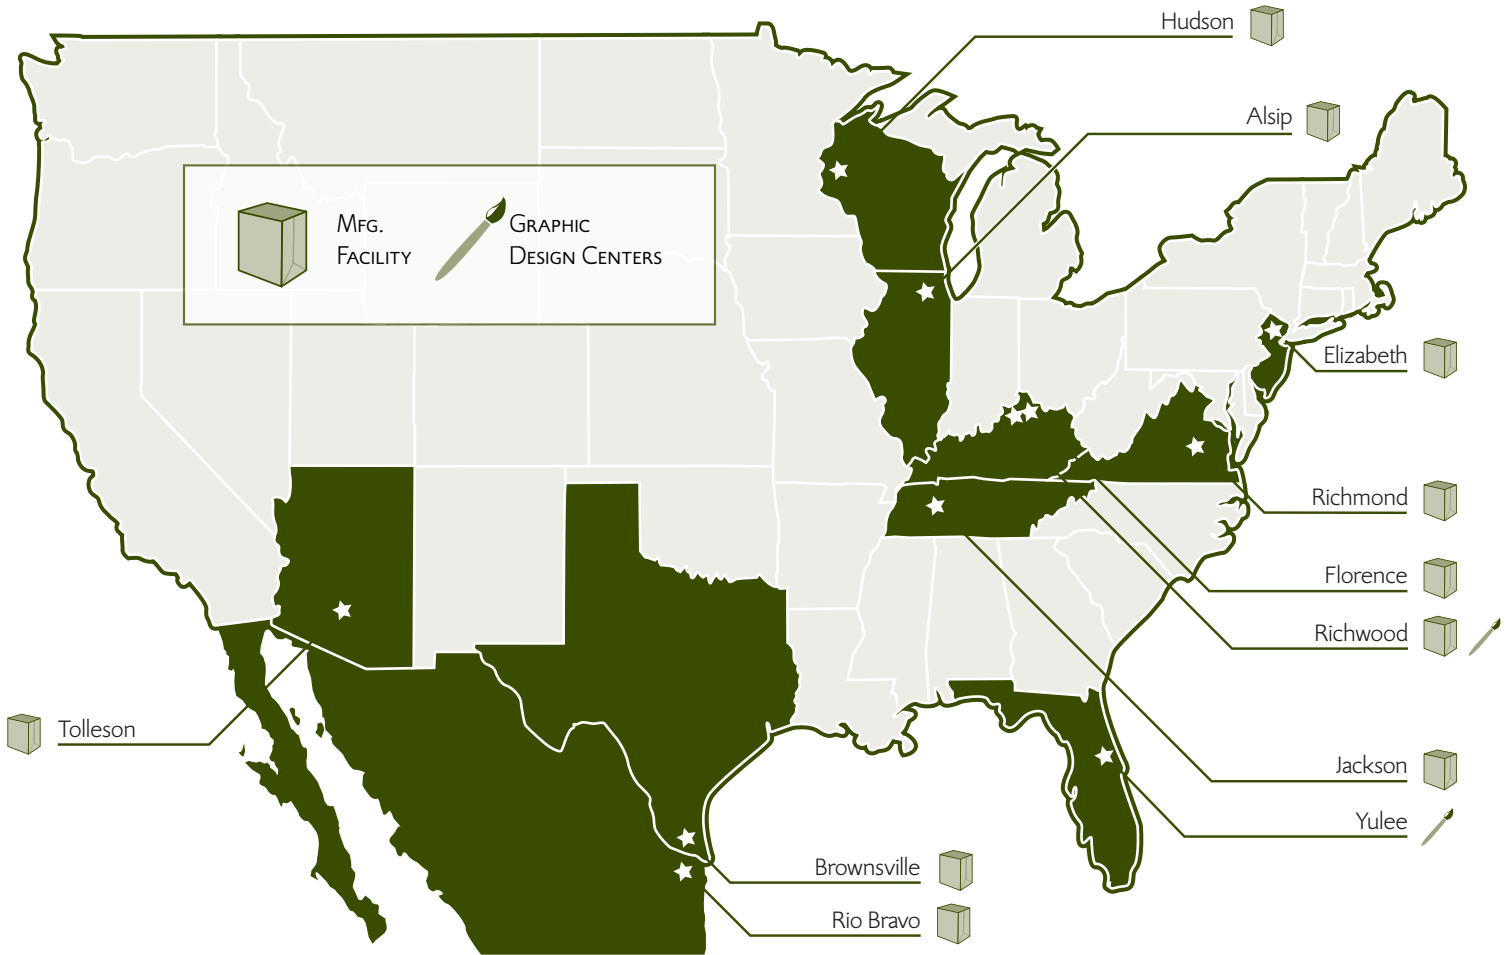 Hudson
Alsip
Mfg.
Facility
Graphic
Design Centers
Elizabeth
Richmond
Florence
Richwood
Tolleson
Jackson
Yulee
Brownsville
Rio Bravo